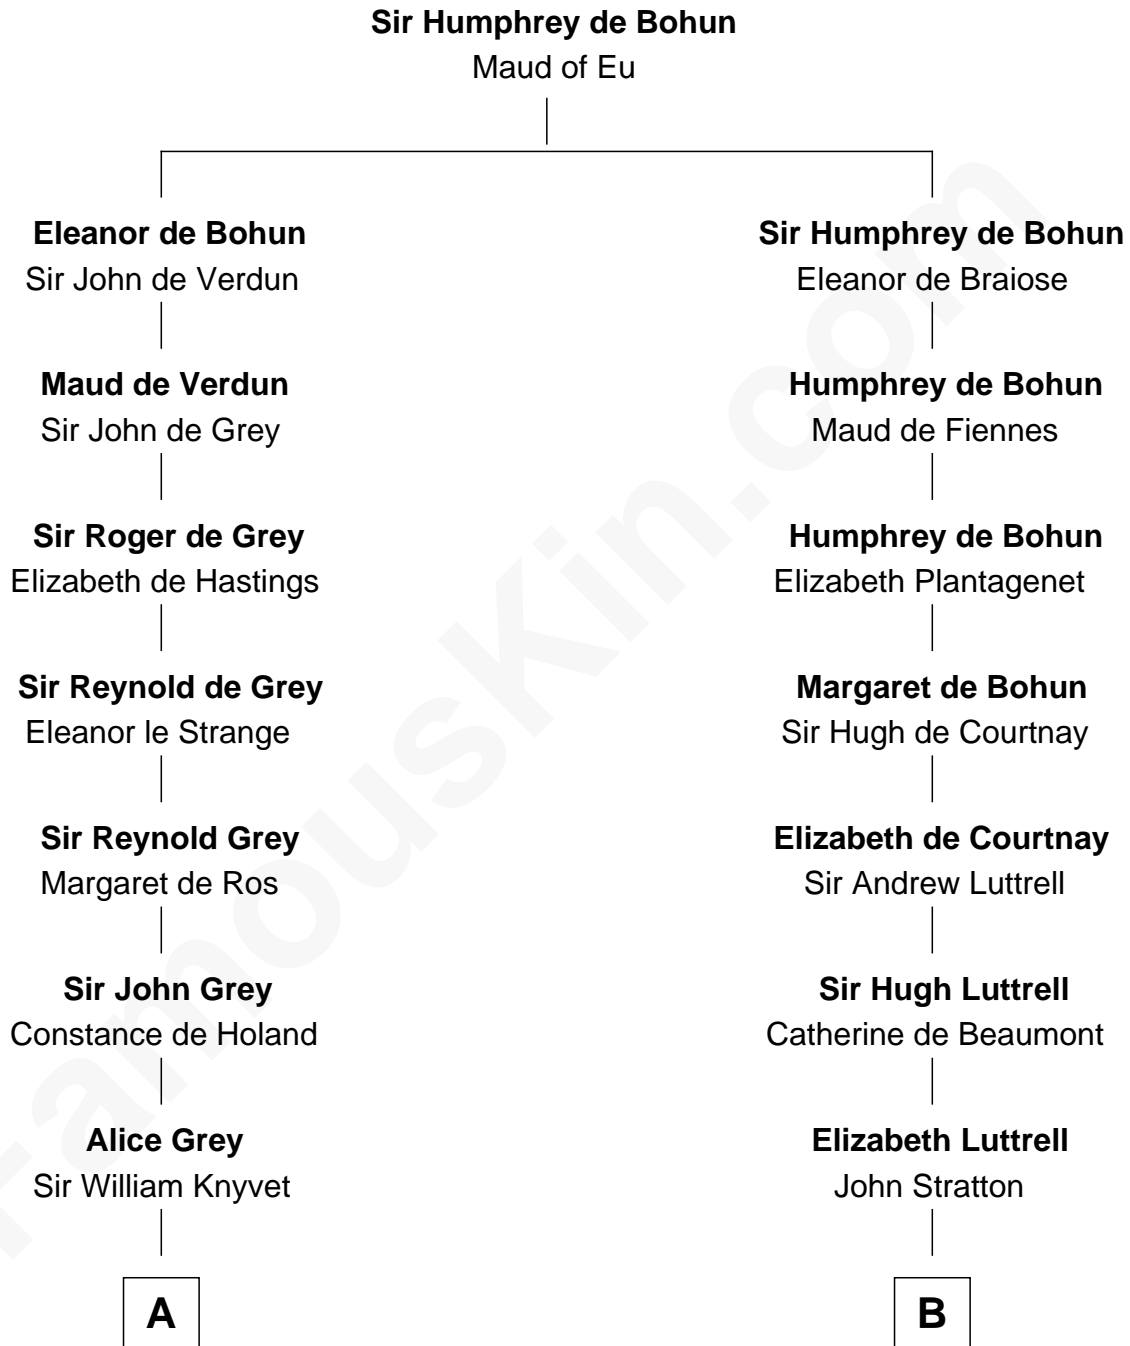 Sir Humphrey de Bohun
Maud of Eu
Eleanor de Bohun
Sir John de Verdun
Maud de Verdun
Sir John de Grey
Sir Roger de Grey
Elizabeth de Hastings
Sir Reynold de Grey
Eleanor le Strange
Sir Reynold Grey
Margaret de Ros
Sir John Grey
Constance de Holand
Alice Grey
Sir William Knyvet
A
Sir Humphrey de Bohun
Eleanor de Braiose
Humphrey de Bohun
Maud de Fiennes
Humphrey de Bohun
Elizabeth Plantagenet
Margaret de Bohun
Sir Hugh de Courtnay
Elizabeth de Courtnay
Sir Andrew Luttrell
Sir Hugh Luttrell
Catherine de Beaumont
Elizabeth Luttrell
John Stratton
B
FamousKin.com